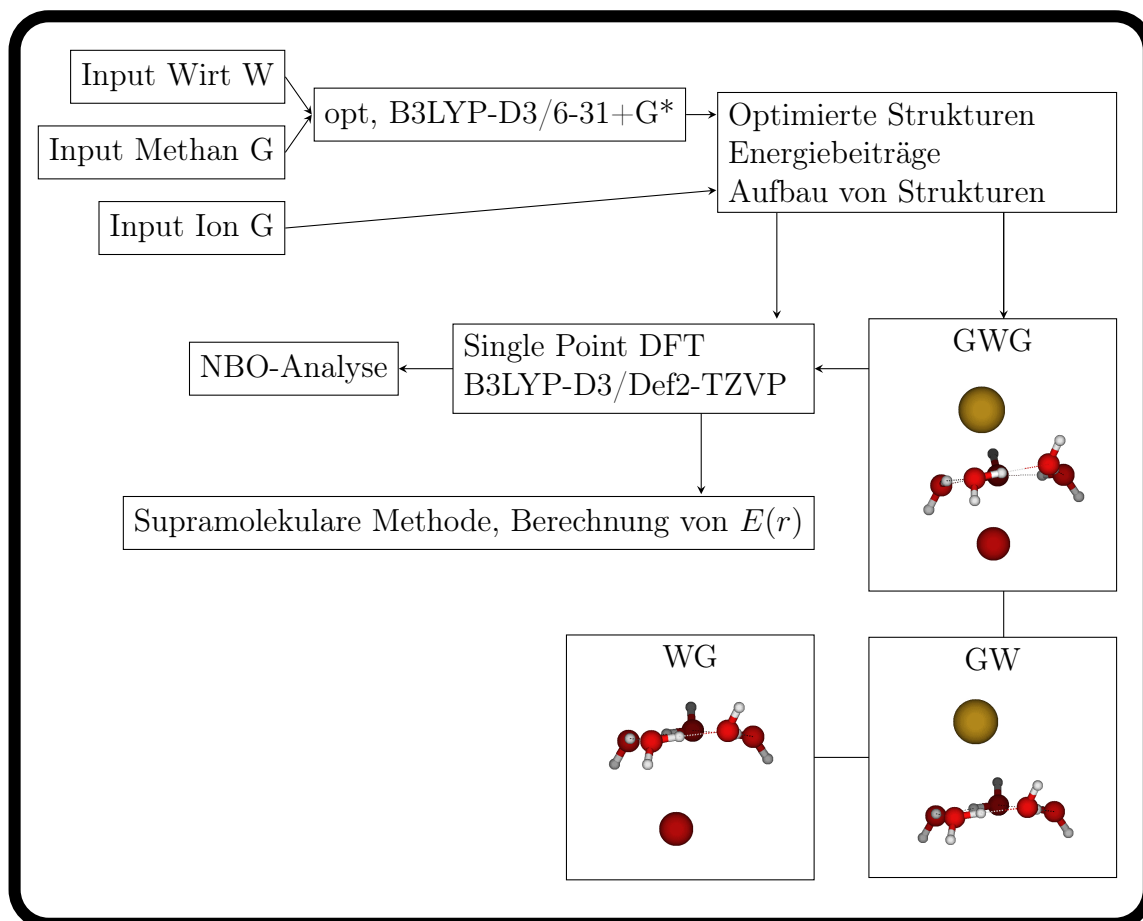 Input Wirt W
opt, B3LYP-D3/6-31+G*
Input Methan G
Input Ion G
Optimierte Strukturen
Energiebeiträge
Aufbau von Strukturen
NBO-Analyse
Single Point DFT
B3LYP-D3/Def2-TZVP
GWG
Supramolekulare Methode, Berechnung von E(r)
WG
GW